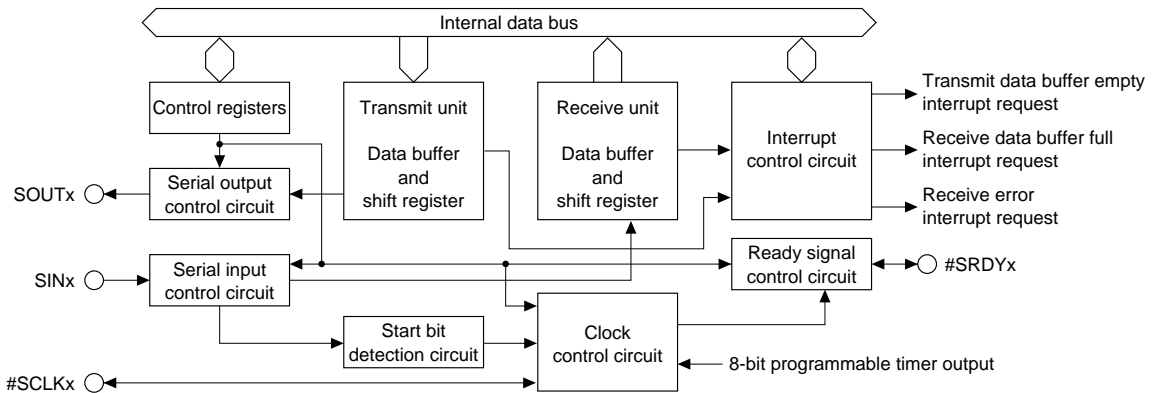 Internal data bus
Control registers
Transmit unit
Data buffer
and
shift register
Receive unit
Data buffer
and
shift register
Interrupt
control circuit
Transmit data buffer empty
interrupt request
Receive data buffer full
interrupt request
Receive error
interrupt request
SOUTx
Serial output
control circuit
SINx
Serial input
control circuit
Ready signal
control circuit
#SRDYx
Start bit
detection circuit
Clock
control circuit
8-bit programmable timer output
#SCLKx